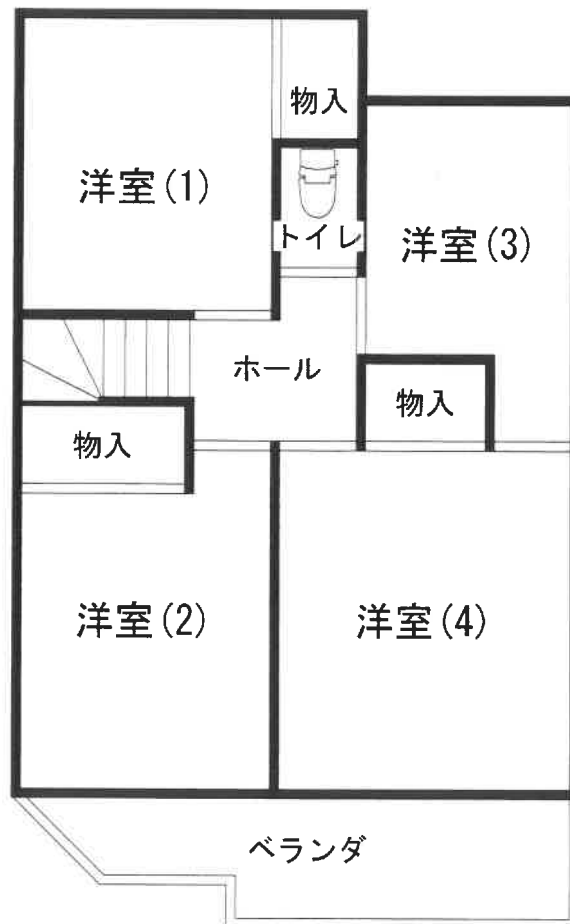 物入
洋室(1)
トイレ
洋室(3)
ホール
物入
物入
洋室(2)
洋室(4)
ベランダ